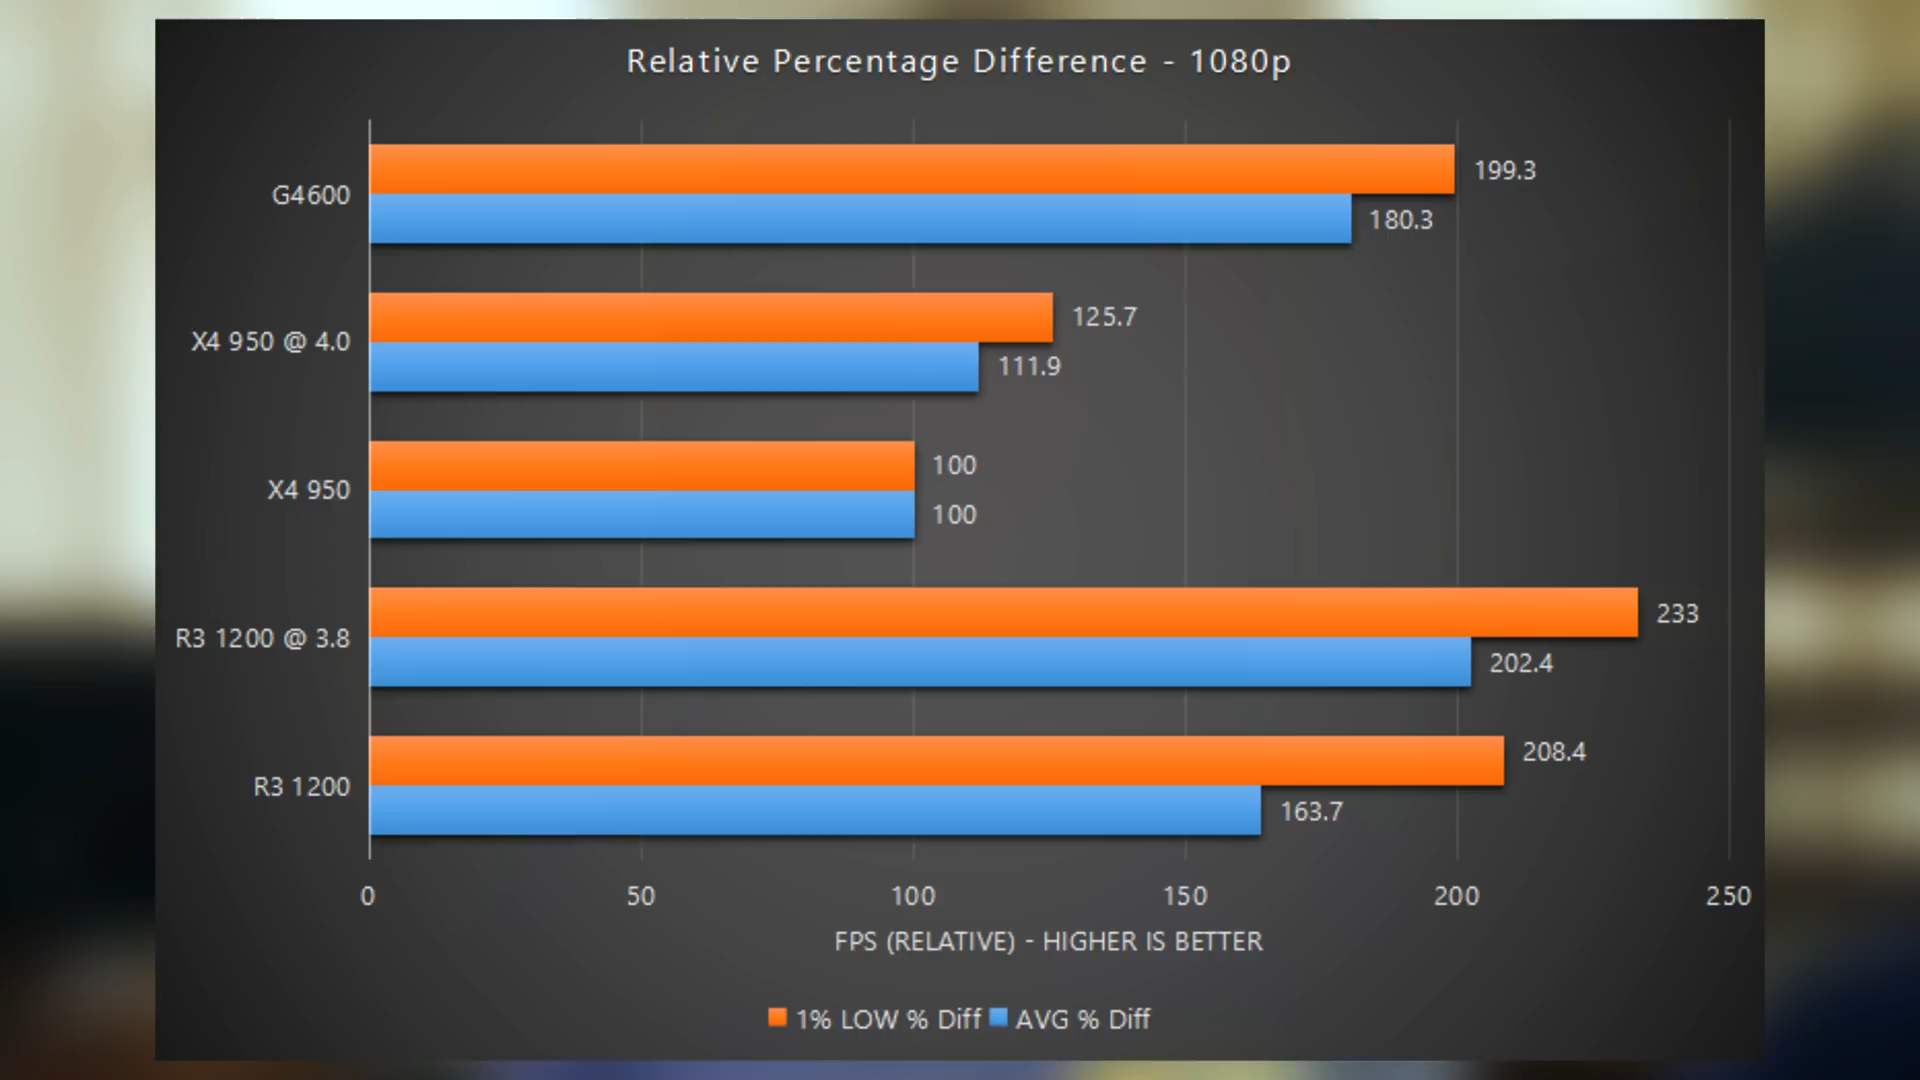 Relative Percentage Difference - 1080p
G4600
199.3
180.3
X4 950 @ 4.0
125.7
111.9
X4 950
100
100
R3 1200 @ 3.8
233
202.4
R3 1200
208.4
163.7
0 50 100 150 200 250
FPS (RELATIVE) - HIGHER IS BETTER
1% LOW % Diff AVG % Diff